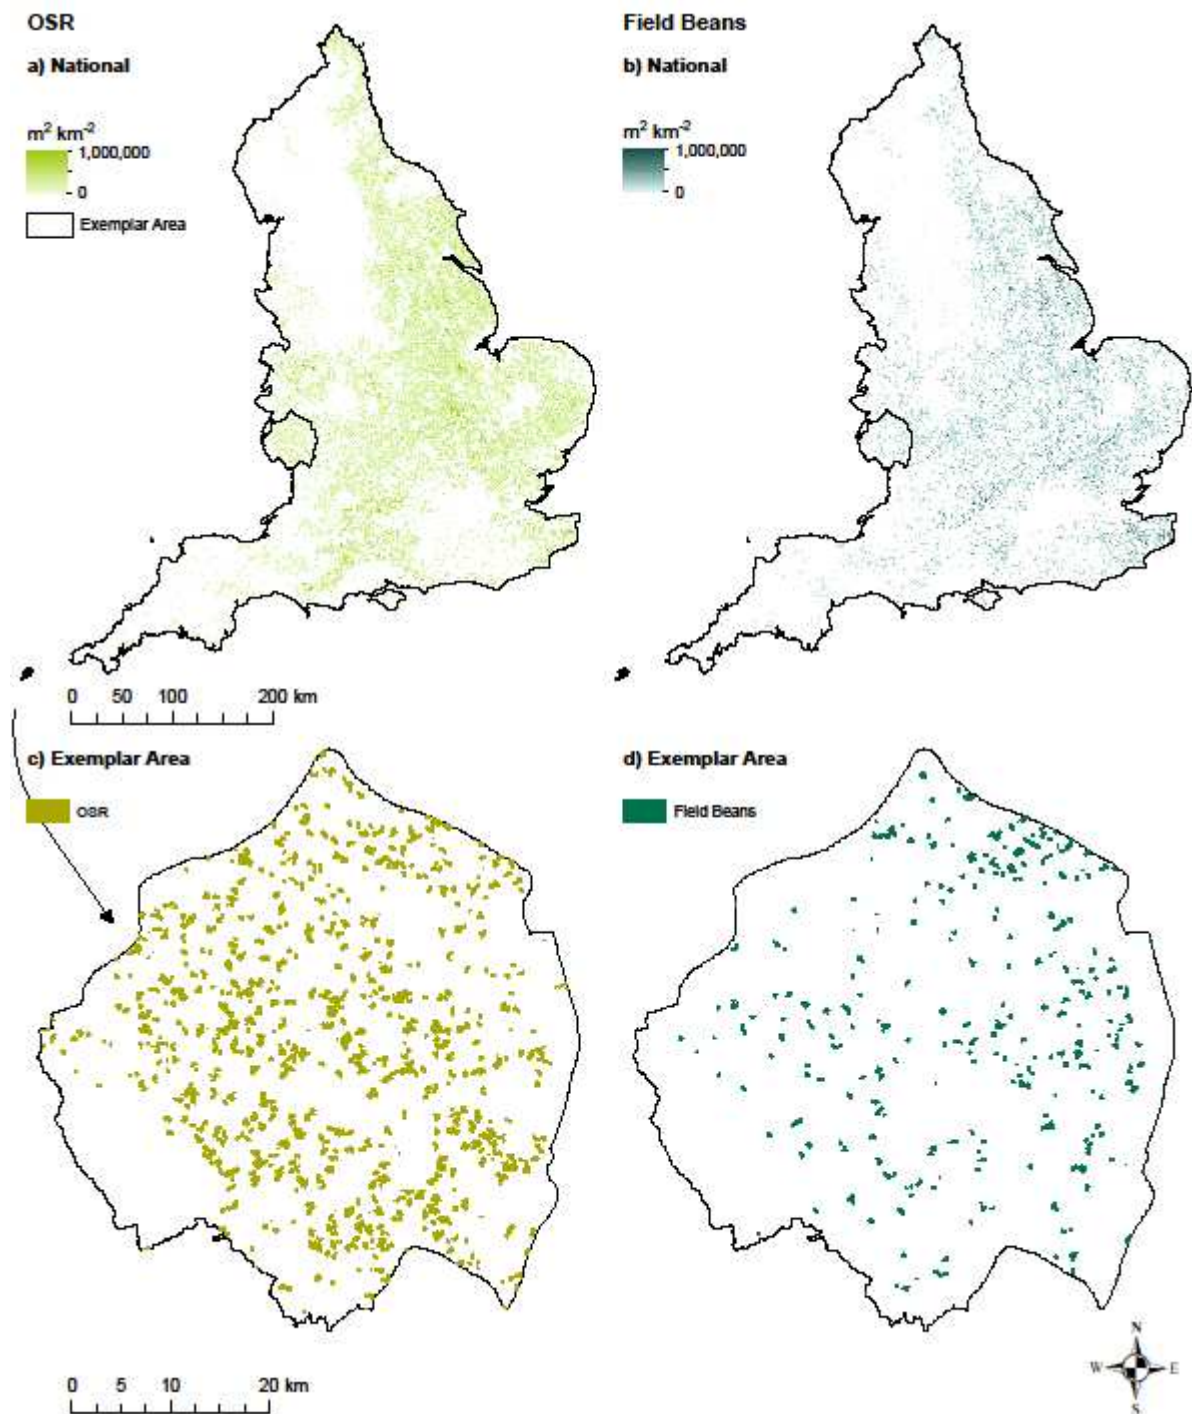 OSR
a) National
m² km⁻²
1,000,000
0
Exemplar Area
Field Beans
b) National
m² km⁻²
1,000,000
0
0 50 100 200 km
c) Exemplar Area
OSR
d) Exemplar Area
Field Beans
0 5 10 20 km
N
W E
S